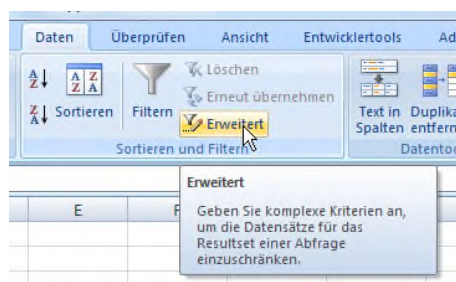 Daten Überprüfen Ansicht Entwicklertools
Löschen
Erneut übernehmen
Sortieren Filtern Erweitert
Text in
Spalten
Sortieren und Filtern
Erweitert
Geben Sie komplexe Kriterien an,
um die Datensätze für das
Resultset einer Abfrage
einzuschränken.
E